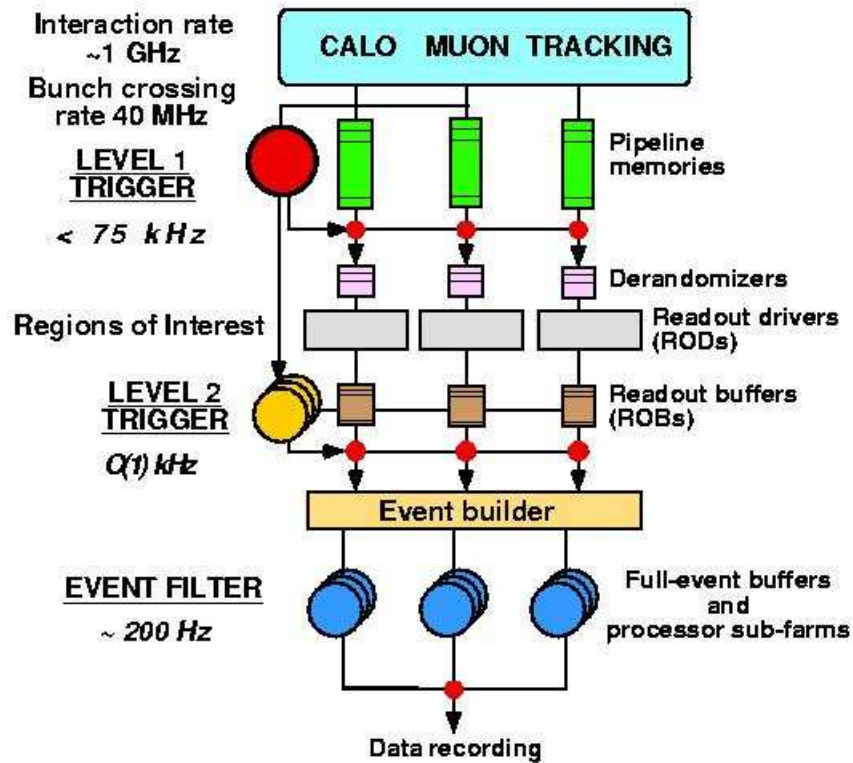 Interaction rate
~1 GHz
CALO MUON TRACKING
Bunch crossing
rate 40 MHz
LEVEL 1
TRIGGER
< 75 kHz
Pipeline
memories
Derandomizers
Regions of Interest
Readout drivers
(RODs)
LEVEL 2
TRIGGER
O(1) kHz
Readout buffers
(ROBs)
Event builder
EVENT FILTER
~ 200 Hz
Full-event buffers
and
processor sub-farms
Data recording